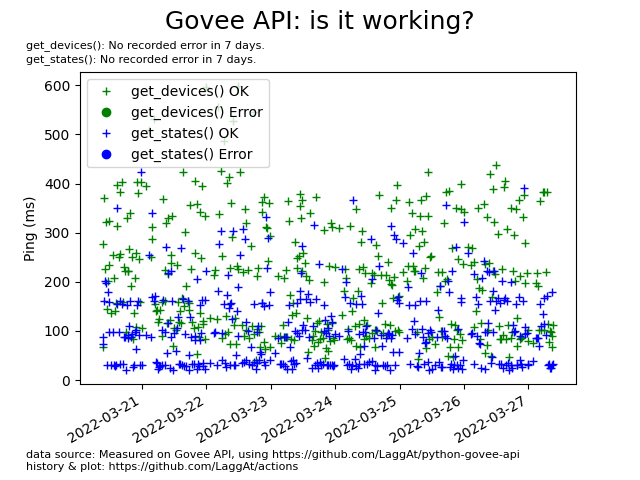 Govee API: is it working?
get_devices(): No recorded error in 7 days.
get_states(): No recorded error in 7 days.
get_devices() OK
get_devices() Error
get_states() OK
get_states() Error
Ping (ms)
600
500
400
300
200
100
0
2022-03-21
2022-03-22
2022-03-23
2022-03-24
2022-03-25
2022-03-26
2022-03-27
data source: Measured on Govee API, using https://github.com/LaggAt/python-govee-api
history & plot: https://github.com/LaggAt/actions